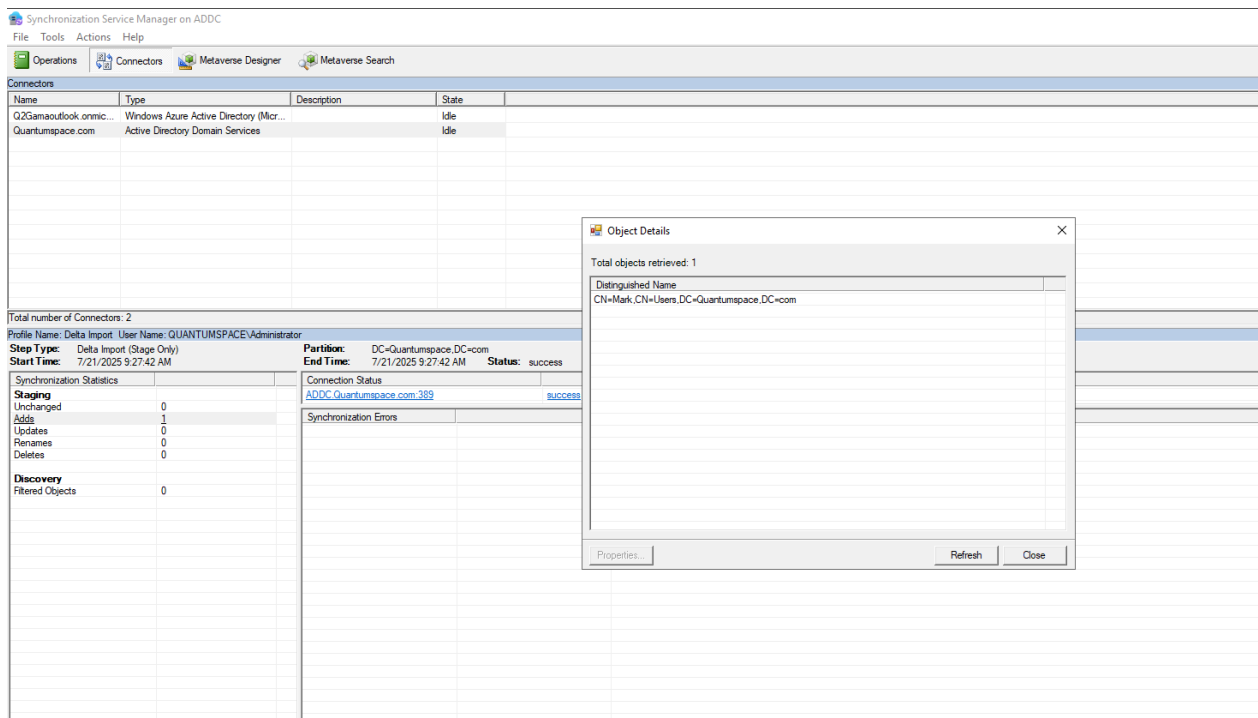 Synchronization Service Manager on ADDC
File Tools Actions Help
Operations Connectors Metaverse Designer Metaverse Search
Connectors
Name Type Description State
Q2Gamaoutlook.onmic... Windows Azure Active Directory (Micr... Idle
Quantumspace.com Active Directory Domain Services Idle
Total number of Connectors: 2
Profile Name: Delta Import User Name: QUANTUMSPACE\Administrator
Step Type: Delta Import (Stage Only)
Start Time: 7/21/2025 9:27:42 AM
Partition: DC=Quantumspace,DC=com
End Time: 7/21/2025 9:27:42 AM Status: success
Synchronization Statistics
Staging
Unchanged 0
Adds 1
Updates 0
Renames 0
Deletes 0
Discovery
Filtered Objects 0
Connection Status
ADDC.Quantumspace.com:389 success
Synchronization Errors
Object Details
Total objects retrieved: 1
Distinguished Name
CN=Mark,CN=Users,DC=Quantumspace,DC=com
Properties... Refresh Close